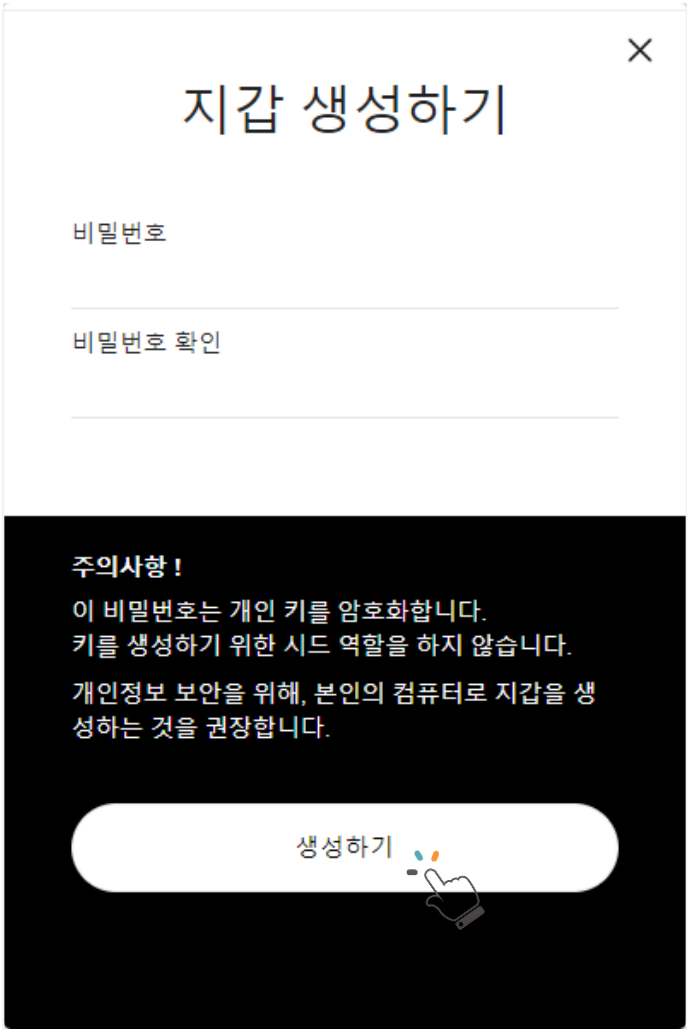 지갑 생성하기
비밀번호
비밀번호 확인
주의사항 !
이 비밀번호는 개인 키를 암호화합니다.
키를 생성하기 위한 시드 역할을 하지 않습니다.
개인정보 보안을 위해, 본인의 컴퓨터로 지갑을 생
성하는 것을 권장합니다.
생성하기